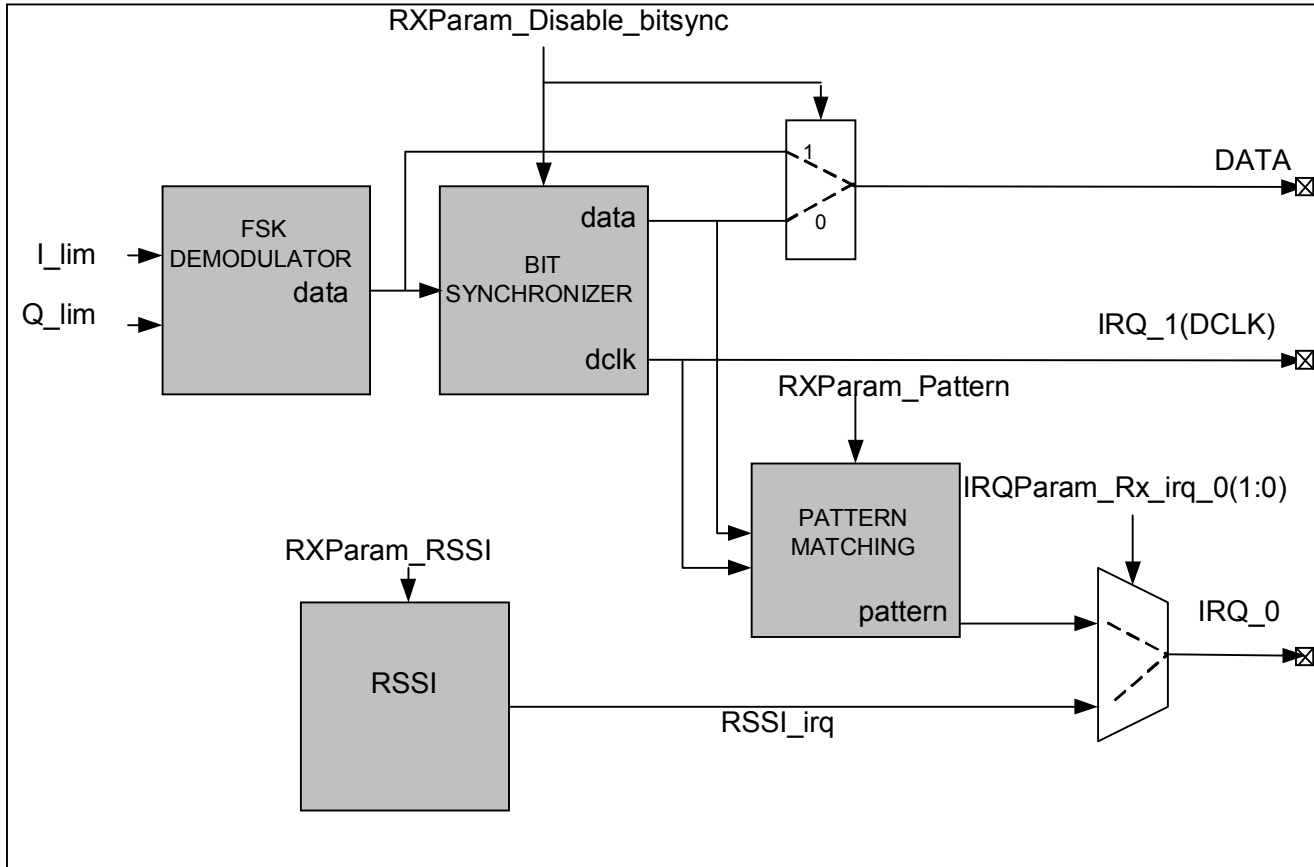 RXParam_Disable_bitsync
1
DATA
FSK
DEMODULATOR
data
data
0
I_lim
BIT
SYNCHRONIZER
Q_lim
dclk
IRQ_1(DCLK)
RXParam_Pattern
IRQParam_Rx_irq_0(1:0)
PATTERN
MATCHING
RXParam_RSSI
pattern
IRQ_0
RSSI
RSSI_irq